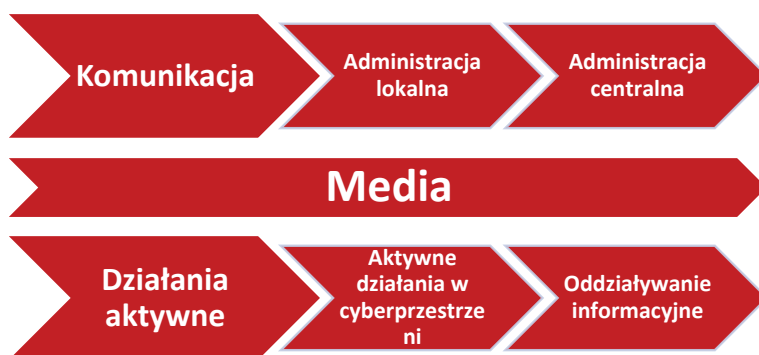 Komunikacja
Administracja
lokalna
Administracja
centralna
Media
Działania
aktywne
Aktywne
działania w
cyberprzestrze
ni
Oddziaływanie
informacyjne